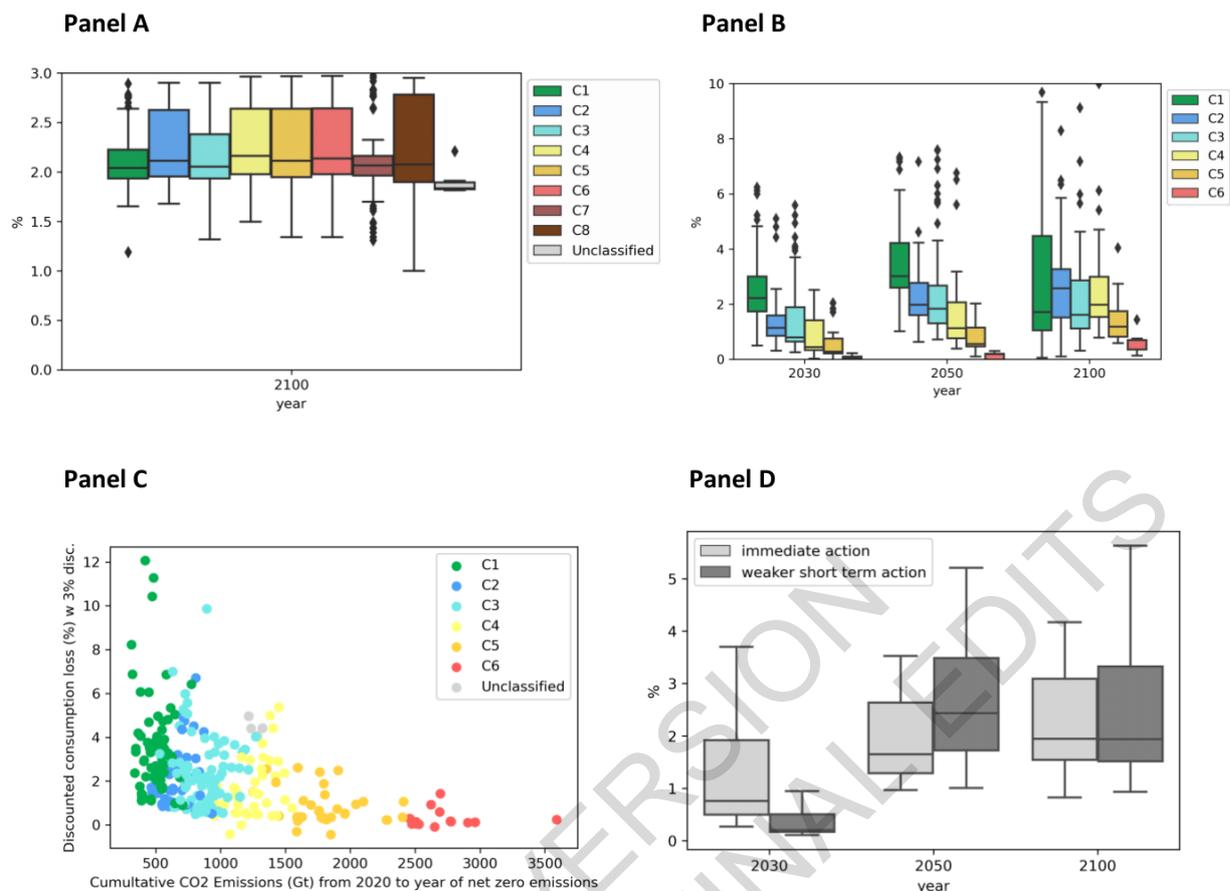 Panel A
3.0
2.5
2.0
1.5
1.0
0.5
0.0
%
2100
year
C1
C2
C3
C4
C5
C6
C7
C8
Unclassified
Panel B
10
8
6
4
2
0
%
2030 2050 2100
year
C1
C2
C3
C4
C5
C6
Panel C
Discounted consumption loss (%) w 3% disc.
12
10
8
6
4
2
0
500 1000 1500 2000 2500 3000 3500
Cumultative CO2 Emissions (Gt) from 2020 to year of net zero emissions
C1
C2
C3
C4
C5
C6
Unclassified
Panel D
immediate action
weaker short term action
5
4
3
2
1
0
%
2030 2050 2100
year
VERSION
NAL EDITS